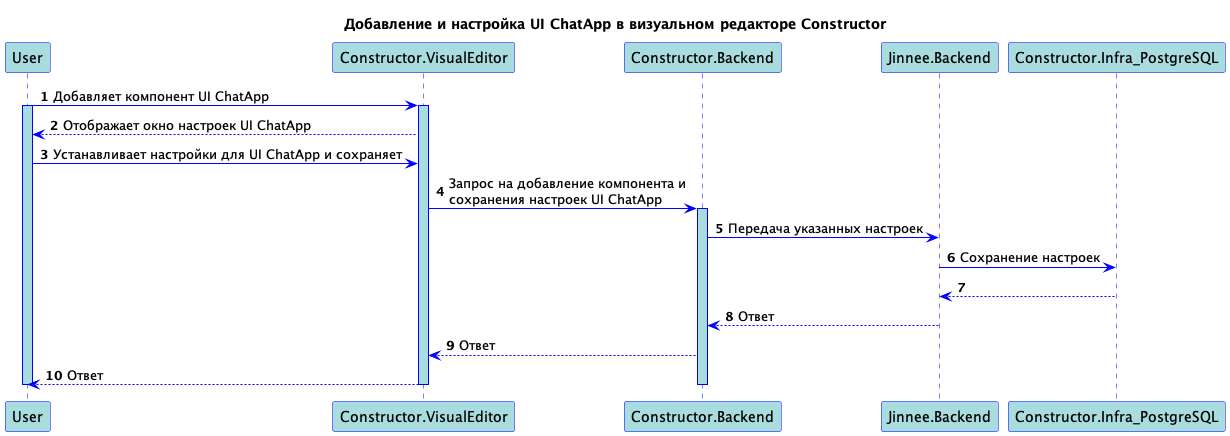 Добавление и настройка UI ChatApp в визуальном редакторе Constructor
User
Constructor.VisualEditor
Constructor.Backend
Jinnee.Backend
Constructor.Infra_PostgreSQL
1 Добавляет компонент UI ChatApp
2 Отображает окно настроек UI ChatApp
3 Устанавливает настройки для UI ChatApp и сохраняет
4 Запрос на добавление компонента и
сохранения настроек UI ChatApp
5 Передача указанных настроек
6 Сохранение настроек
7
8 Ответ
9 Ответ
10 Ответ
User
Constructor.VisualEditor
Constructor.Backend
Jinnee.Backend
Constructor.Infra_PostgreSQL